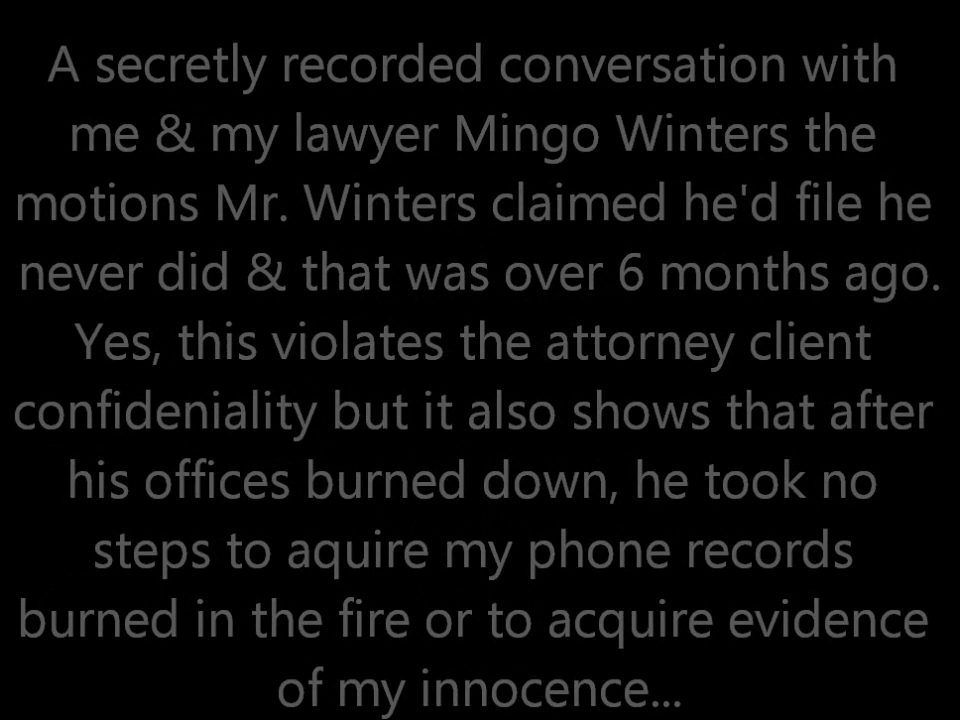 A secretly recorded conversation with
me & my lawyer Mingo Winters the
motions Mr. Winters claimed he'd file he
never did & that was over 6 months ago.
Yes, this violates the attorney client
confideniality but it also shows that after
his offices burned down, he took no
steps to aquire my phone records
burned in the fire or to acquire evidence
of my innocence...